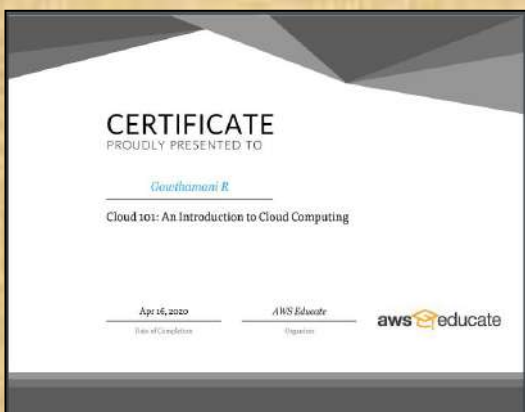 CERTIFICATE
PROUDLY PRESENTED TO
Gowthamani R
Cloud 101: An Introduction to Cloud Computing
Apr 16, 2020
AWS Educate
Date of Completion
Organizer
aws educate